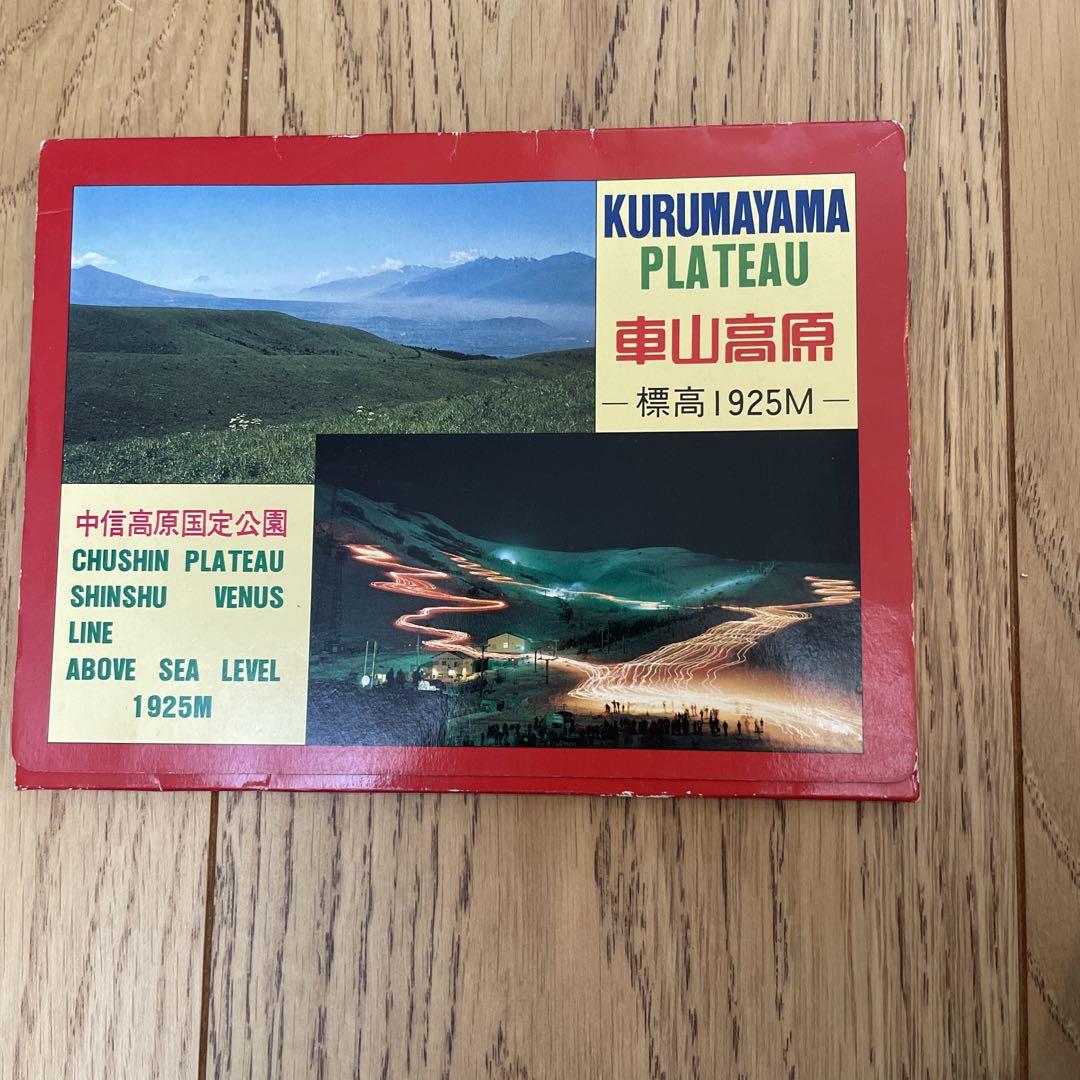 KURUMAYAMA
PLATEAU
車山高原
―標高1925M―
中信高原国定公園
CHUSHIN PLATEAU
SHINSHU VENUS
LINE
ABOVE SEA LEVEL
1925M